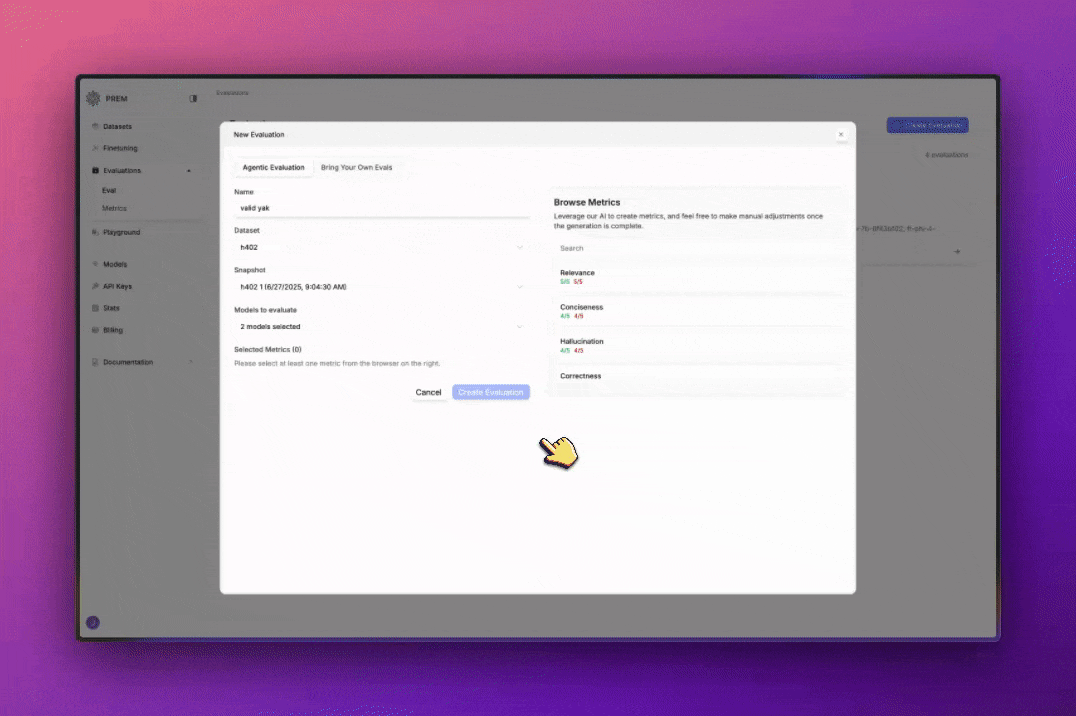 PREM
Evaluations
Datasets
Finetuning
Evaluations
Eval
Metrics
Playground
Models
API Keys
Stats
Billing
Documentation
J
Create Evaluation
4 evaluations
New Evaluation
Agentic Evaluation
Bring Your Own Evals
Name
valid yak
Dataset
h402
Snapshot
h402 1 (6/27/2025, 9:04:30 AM)
Models to evaluate
2 models selected
Selected Metrics (0)
Please select at least one metric from the browser on the right.
Cancel
Create Evaluation
Browse Metrics
Leverage our AI to create metrics, and feel free to make manual adjustments once
the generation is complete.
Search
Relevance
5/5 5/5
Conciseness
4/5 4/5
Hallucination
4/5 4/5
Correctness